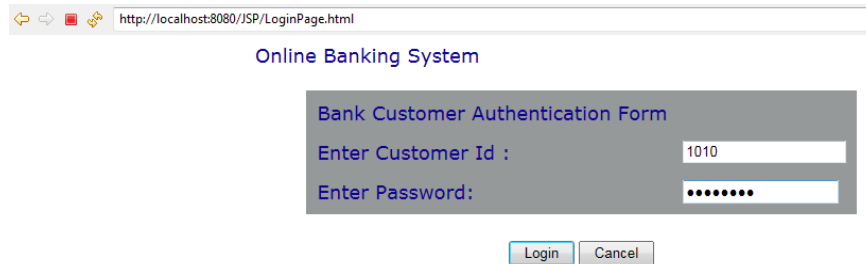 http://localhost:8080/JSP/LoginPage.html
Online Banking System
Bank Customer Authentication Form
Enter Customer Id : 1010
Enter Password: ••••••••
Login Cancel